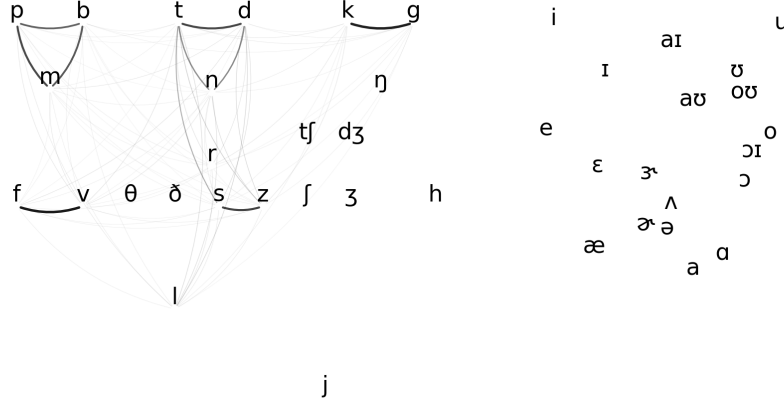 p b t d k g
m n ŋ
tʃ dʒ
r
f v θ ð s z ʃ ʒ h
l
j
i u
aɪ
ɪ ʊ
aʊ oʊ
e o
ɔɪ
ɛ ɝ ɔ
ʌ
ɚ ə
æ ɑ
a